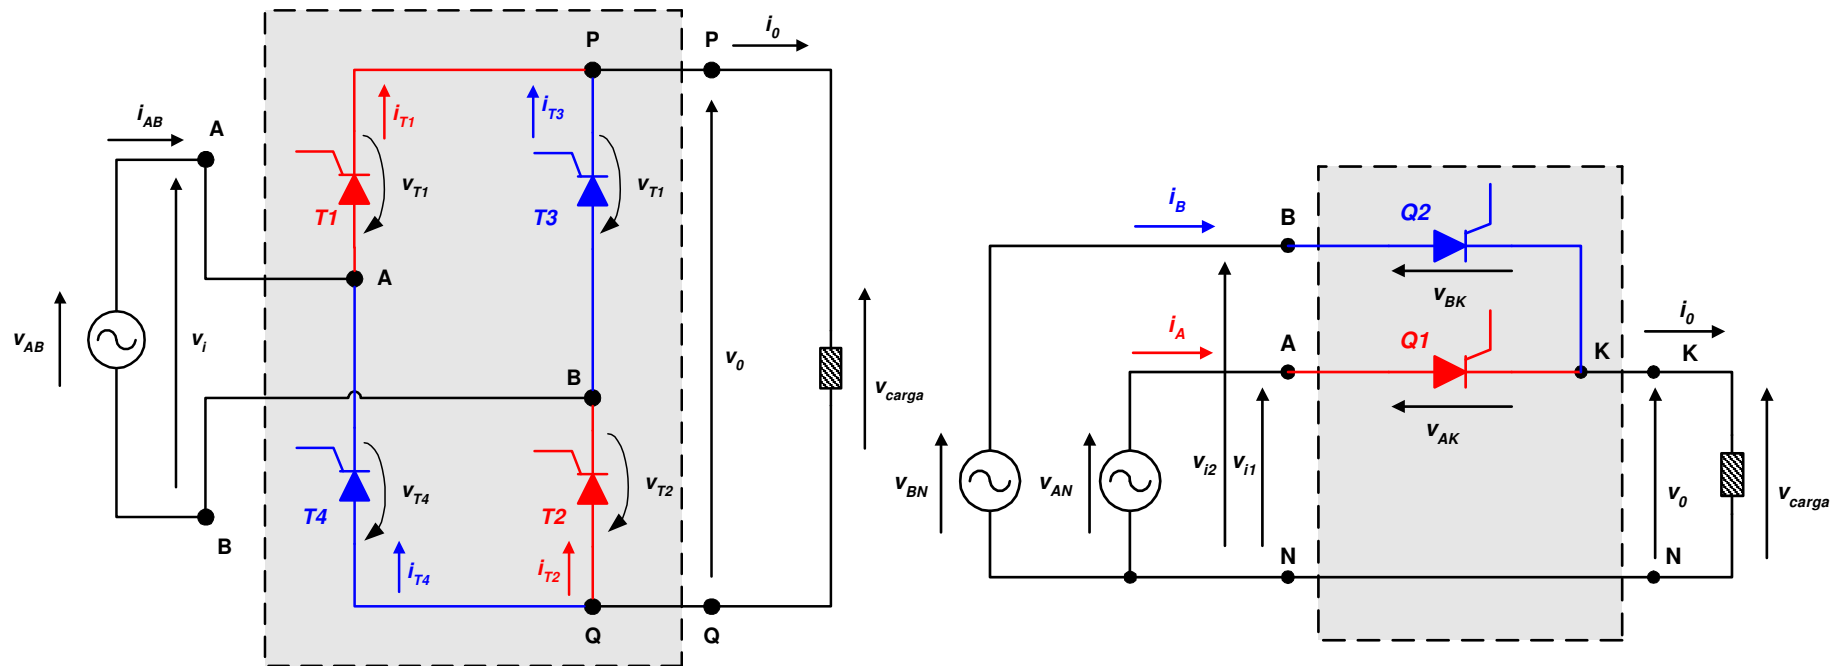 P
P
i0
iT1
iT3
iAB
A
vT1
vT1
T1
T3
A
vAB
vi
v0
B
vcarga
vT4
vT2
T4
T2
B
iT4
iT2
Q
Q
iB
B
Q2
vBK
iA
A
Q1
i0
K
K
vAK
vBN
vAN
vi2
vi1
v0
vcarga
N
N